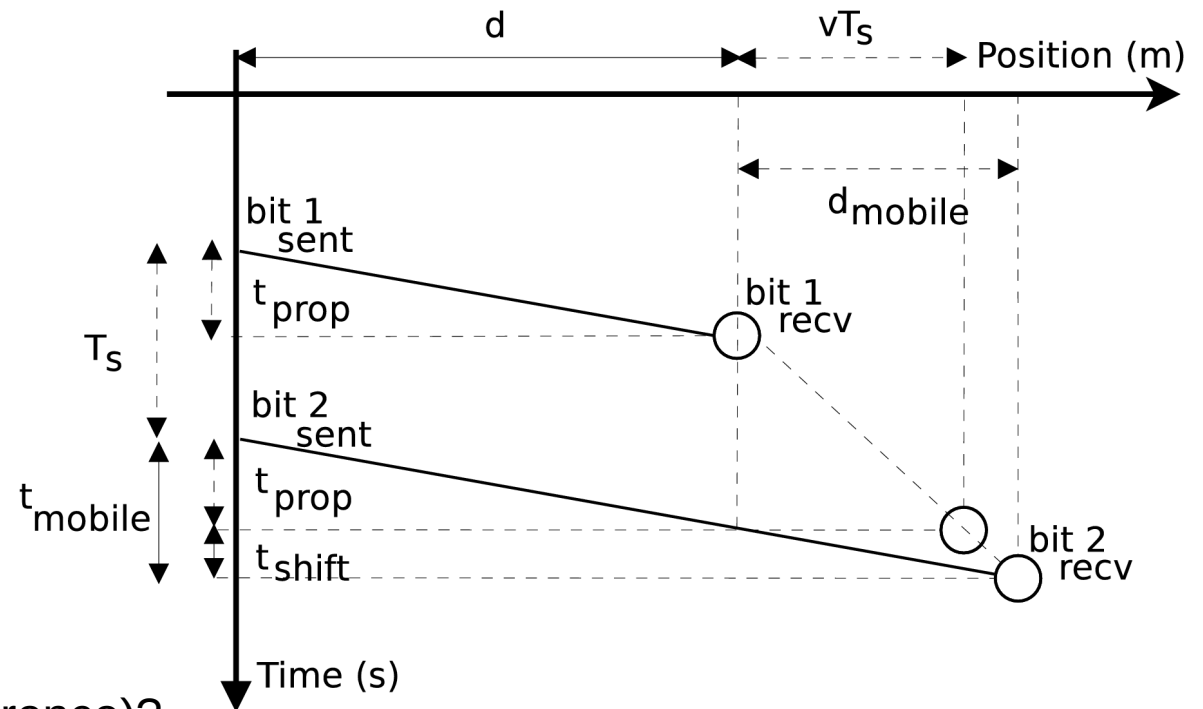 d
vTs
Position (m)
dmobile
bit 1
sent
tprop
bit 1
recv
Ts
bit 2
sent
tprop
tmobile
tshift
bit 2
recv
Time (s)